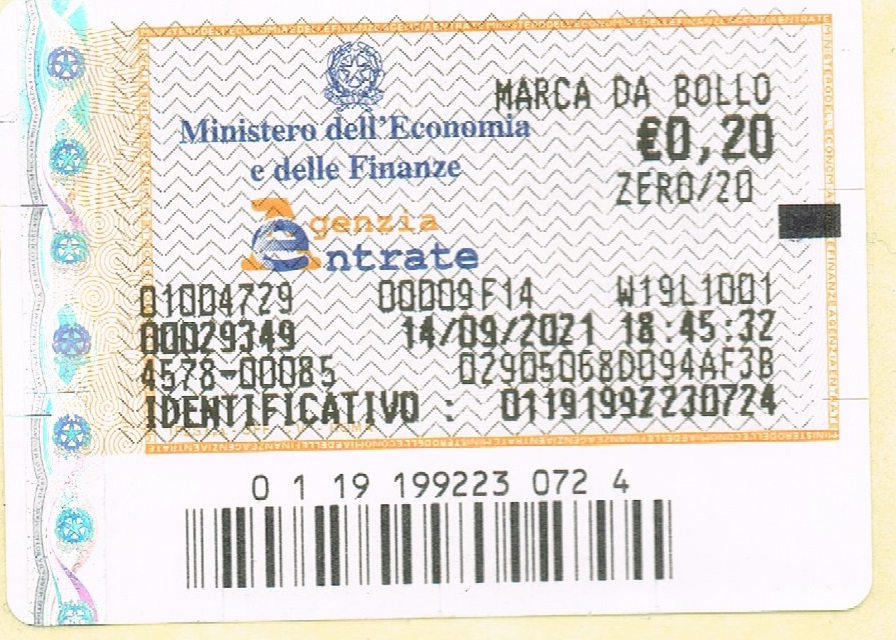 MARCA DA BOLLO
Ministero dell'Economia
e delle Finanze
€0,20
ZERO/20
Agenzia
entrate
01004729 00009F14 W19L1001
00029349 14/09/2021 18:45:32
4578-00085 02905068D094AF3B
IDENTIFICATIVO : 01191992230724
0 1 19 199223 072 4